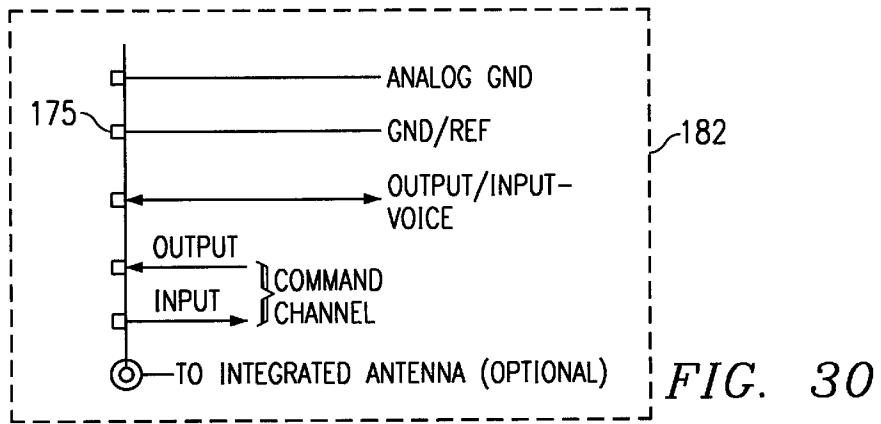 ANALOG GND
175
GND/REF
182
OUTPUT/INPUT-
VOICE
OUTPUT
COMMAND
INPUT
CHANNEL
TO INTEGRATED ANTENNA (OPTIONAL)
FIG. 30